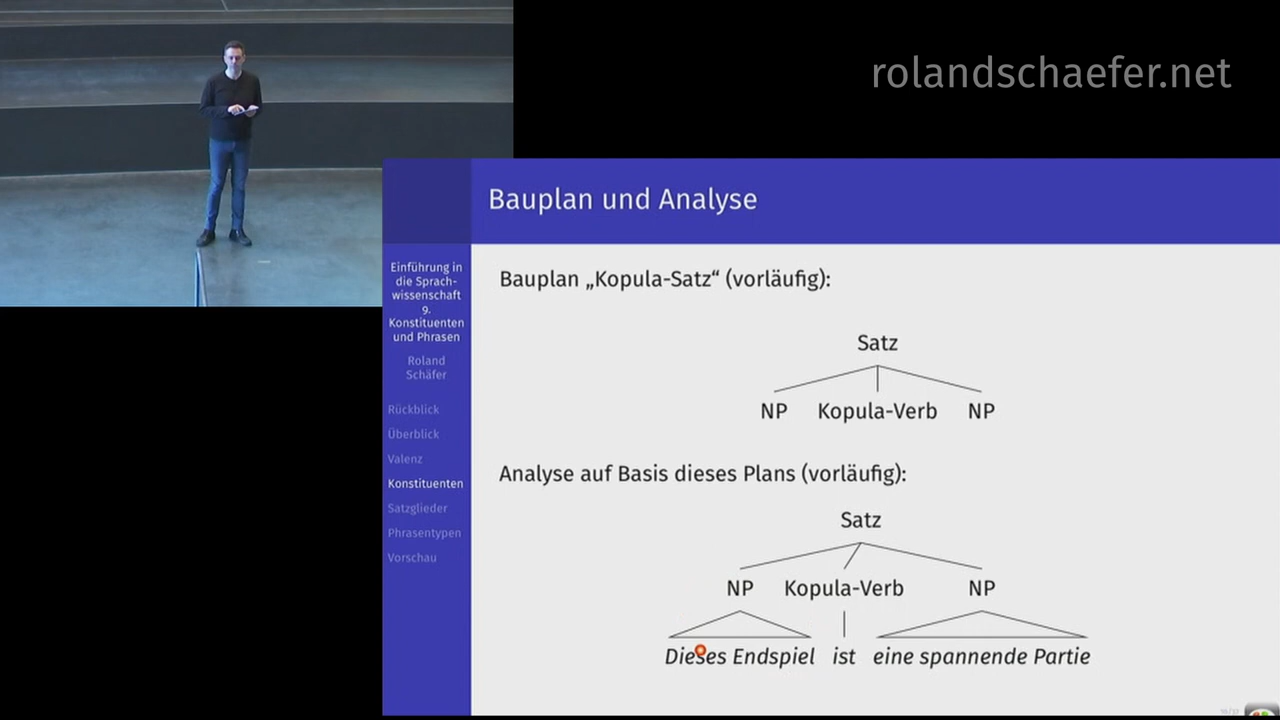 rolandschaefer.net
Bauplan und Analyse
Einführung in
die Sprach-
wissenschaft
9.
Konstituenten
und Phrasen
Roland
Schäfer
Rückblick
Überblick
Valenz
Konstituenten
Satzglieder
Phrasentypen
Vorschau
Bauplan „Kopula-Satz“ (vorläufig):
Satz
NP Kopula-Verb NP
Analyse auf Basis dieses Plans (vorläufig):
Satz
NP Kopula-Verb NP
Dieses Endspiel ist eine spannende Partie